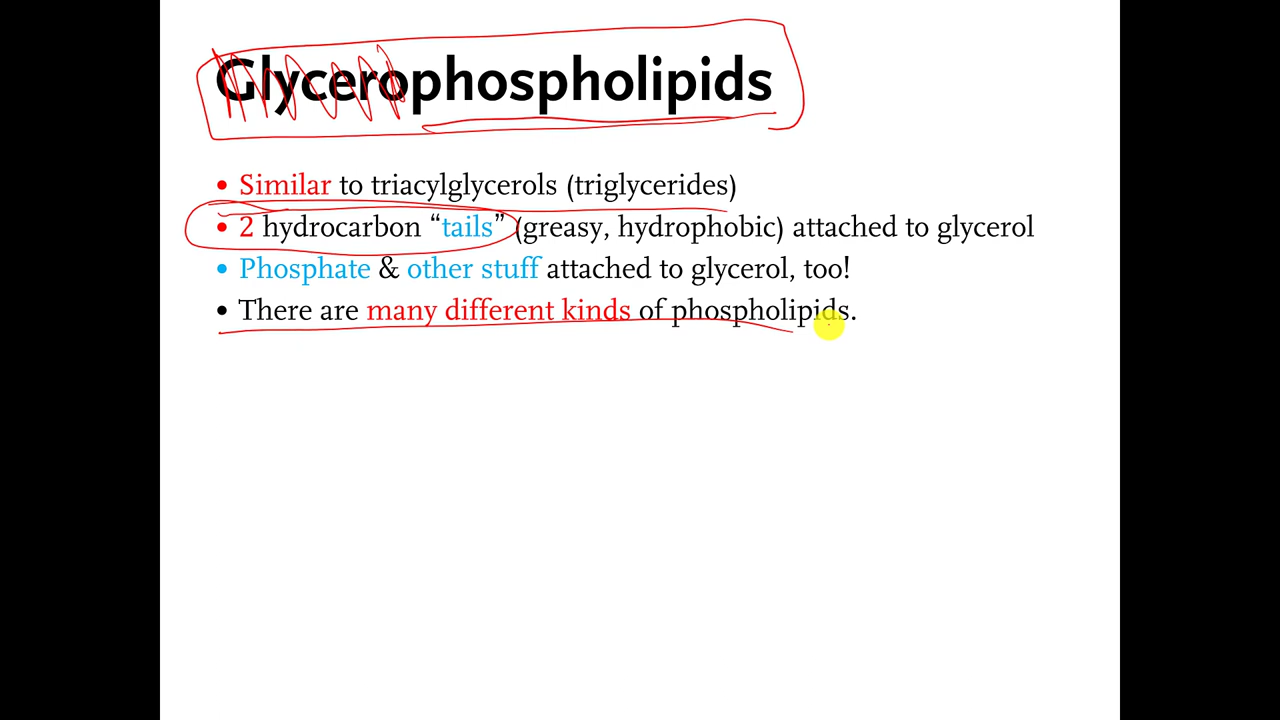 Glycerophospholipids
• Similar to triacylglycerols (triglycerides)
• 2 hydrocarbon “tails” (greasy, hydrophobic) attached to glycerol
• Phosphate & other stuff attached to glycerol, too!
• There are many different kinds of phospholipids.